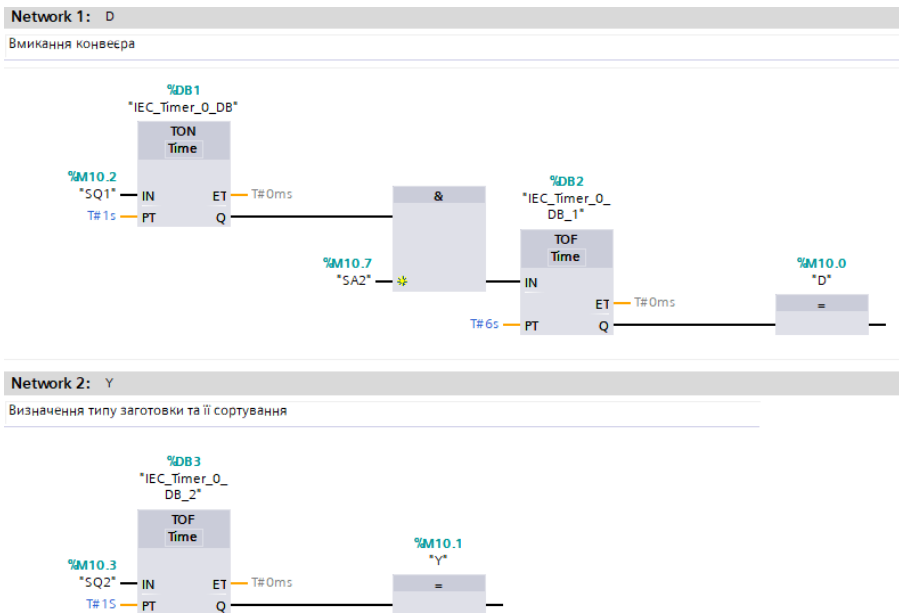 Network 1: D
Вмикання конвеєра
%DB1
"IEC_Timer_0_DB"
TON
Time
%M10.2
"SQ1"
IN
ET
T#0ms
T#1s
PT
Q
&
%M10.7
"SA2"
%DB2
"IEC_Timer_0_
DB_1"
TOF
Time
IN
ET
T#0ms
T#6s
PT
Q
%M10.0
"D"
=
Network 2: Y
Визначення типу заготовки та її сортування
%DB3
"IEC_Timer_0_
DB_2"
TOF
Time
%M10.3
"SQ2"
IN
ET
T#0ms
T#1S
PT
Q
%M10.1
"Y"
=